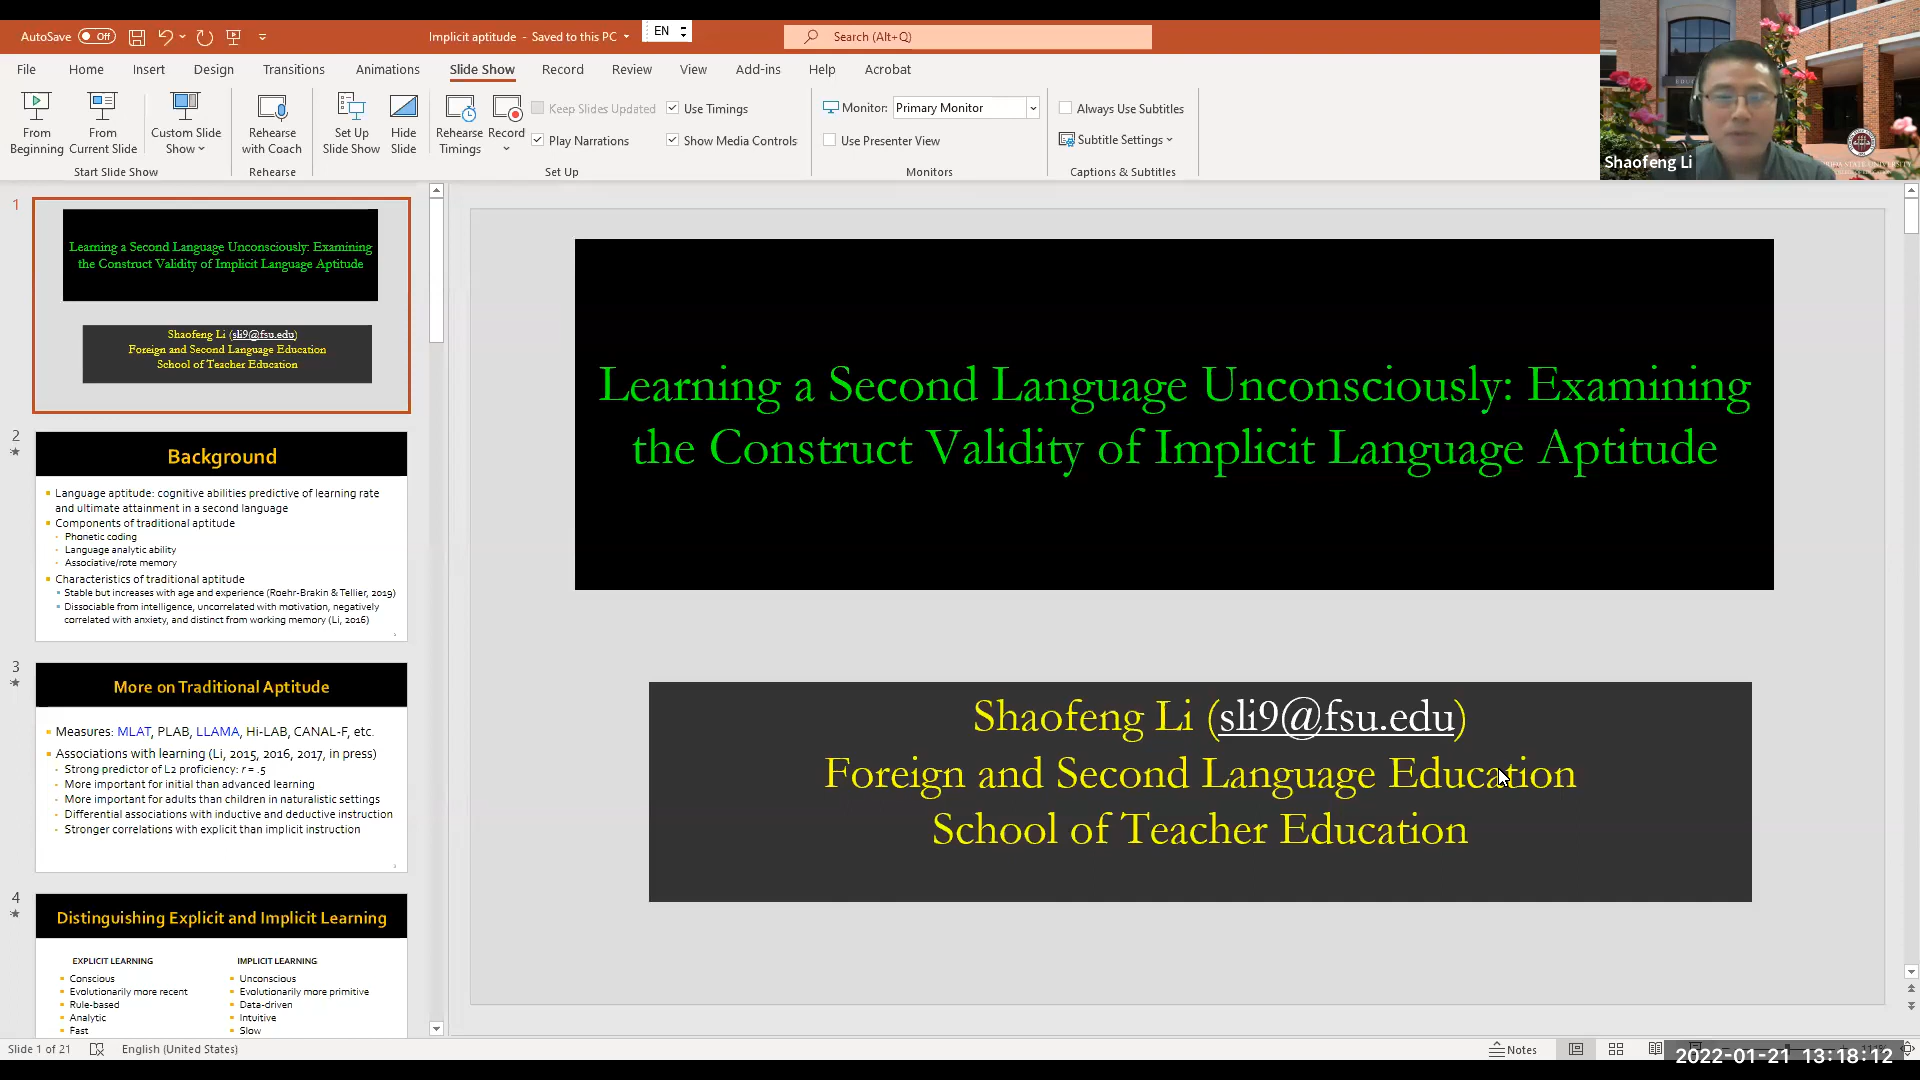 AutoSave Off
Implicit aptitude - Saved to this PC
EN
Search (Alt+Q)
File Home Insert Design Transitions Animations Slide Show Record Review View Add-ins Help Acrobat
From Beginning
From Current Slide
Custom Slide Show
Rehearse with Coach
Set Up Slide Show
Hide Slide
Rehearse Timings
Record
Keep Slides Updated
Use Timings
Play Narrations
Show Media Controls
Monitor: Primary Monitor
Use Presenter View
Always Use Subtitles
Subtitle Settings
Start Slide Show
Rehearse
Set Up
Monitors
Captions & Subtitles
Shaofeng Li
1
Learning a Second Language Unconsciously: Examining
the Construct Validity of Implicit Language Aptitude
Shaofeng Li (sli9@fsu.edu)
Foreign and Second Language Education
School of Teacher Education
2
Background
Language aptitude: cognitive abilities predictive of learning rate
and ultimate attainment in a second language
Components of traditional aptitude
Phonetic coding
Language analytic ability
Associative/rote memory
Characteristics of traditional aptitude
Stable but increases with age and experience (Roehr-Brakin & Tellier, 2019)
Dissociable from intelligence, uncorrelated with motivation, negatively
correlated with anxiety, and distinct from working memory (Li, 2016)
3
More on Traditional Aptitude
Measures: MLAT, PLAB, LLAMA, Hi-LAB, CANAL-F, etc.
Associations with learning (Li, 2015, 2016, 2017, in press)
Strong predictor of L2 proficiency: r = .5
More important for initial than advanced learning
More important for adults than children in naturalistic settings
Differential associations with inductive and deductive instruction
Stronger correlations with explicit than implicit instruction
4
Distinguishing Explicit and Implicit Learning
EXPLICIT LEARNING
Conscious
Evolutionarily more recent
Rule-based
Analytic
Fast
IMPLICIT LEARNING
Unconscious
Evolutionarily more primitive
Data-driven
Intuitive
Slow
Learning a Second Language Unconsciously: Examining
the Construct Validity of Implicit Language Aptitude
Shaofeng Li (sli9@fsu.edu)
Foreign and Second Language Education
School of Teacher Education
Slide 1 of 21
English (United States)
Notes
2022-01-21 13:18:12